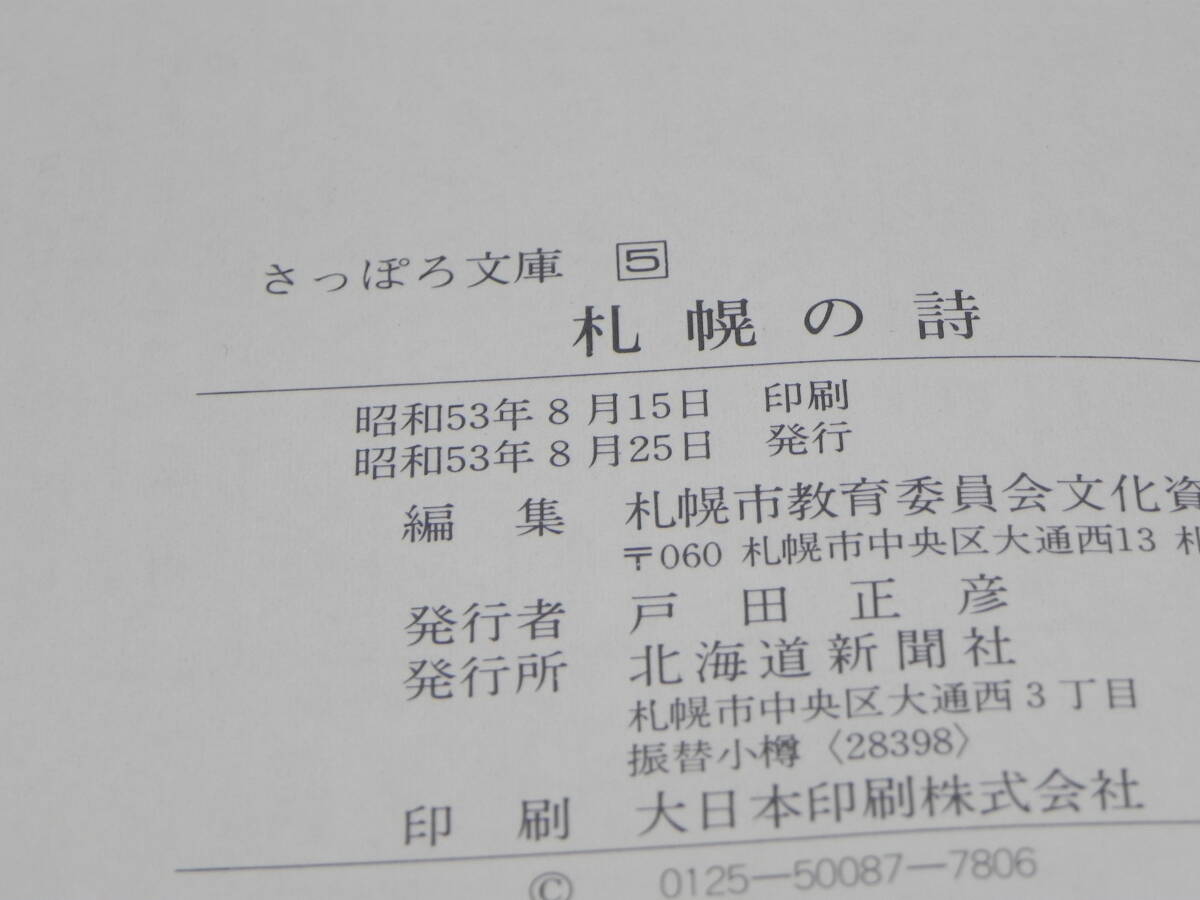 さっぽろ文庫 5
札幌の詩
昭和53年8月15日 印刷
昭和53年8月25日 発行
編集 札幌市教育委員会文化資
〒060 札幌市中央区大通西13 札
発行者 戸田正彦
発行所 北海道新聞社
札幌市中央区大通西3丁目
振替小樽〈28398〉
印刷 大日本印刷株式会社
© 0125—50087—7806